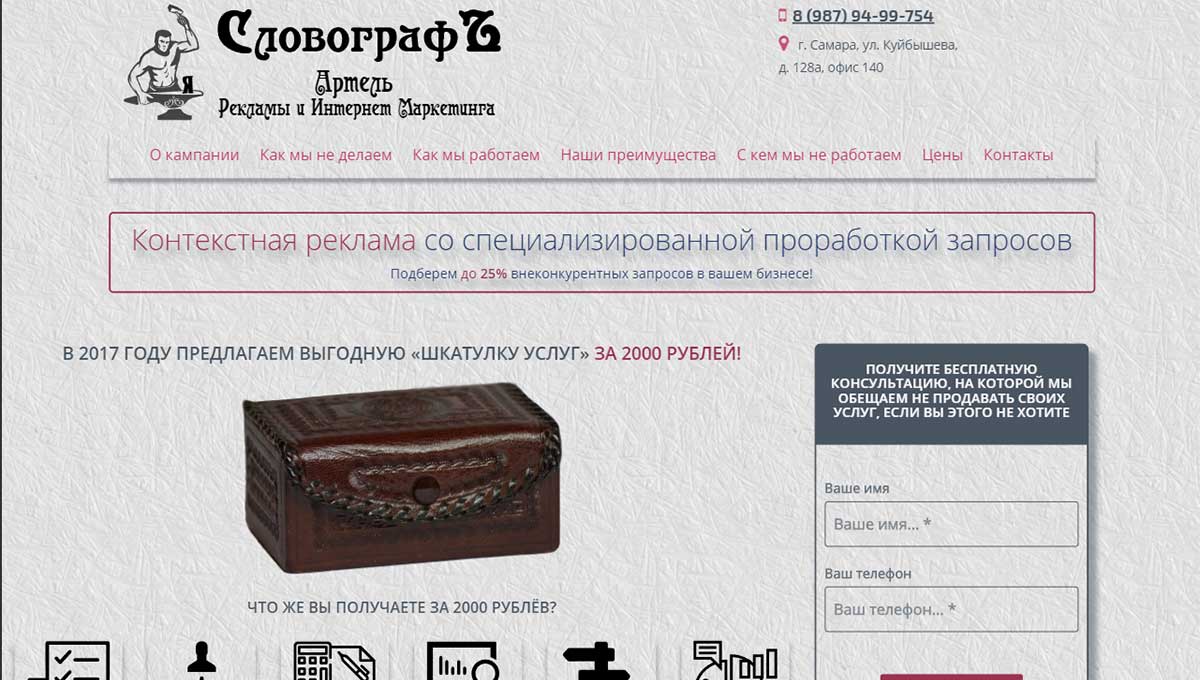 СловографЪ
Артель
Рекламы и Интернет Маркетинга
Я
8 (987) 94-99-754
г. Самара, ул. Куйбышева,
д. 128а, офис 140
О кампании Как мы не делаем Как мы работаем Наши преимущества С кем мы не работаем Цены Контакты
Контекстная реклама со специализированной проработкой запросов
Подберем до 25% внеконкурентных запросов в вашем бизнесе!
В 2017 ГОДУ ПРЕДЛАГАЕМ ВЫГОДНУЮ «ШКАТУЛКУ УСЛУГ» ЗА 2000 РУБЛЕЙ!
ЧТО ЖЕ ВЫ ПОЛУЧАЕТЕ ЗА 2000 РУБЛЁВ?
ПОЛУЧИТЕ БЕСПЛАТНУЮ
КОНСУЛЬТАЦИЮ, НА КОТОРОЙ МЫ
ОБЕЩАЕМ НЕ ПРОДАВАТЬ СВОИХ
УСЛУГ, ЕСЛИ ВЫ ЭТОГО НЕ ХОТИТЕ
Ваше имя
Ваше имя... *
Ваш телефон
Ваш телефон... *